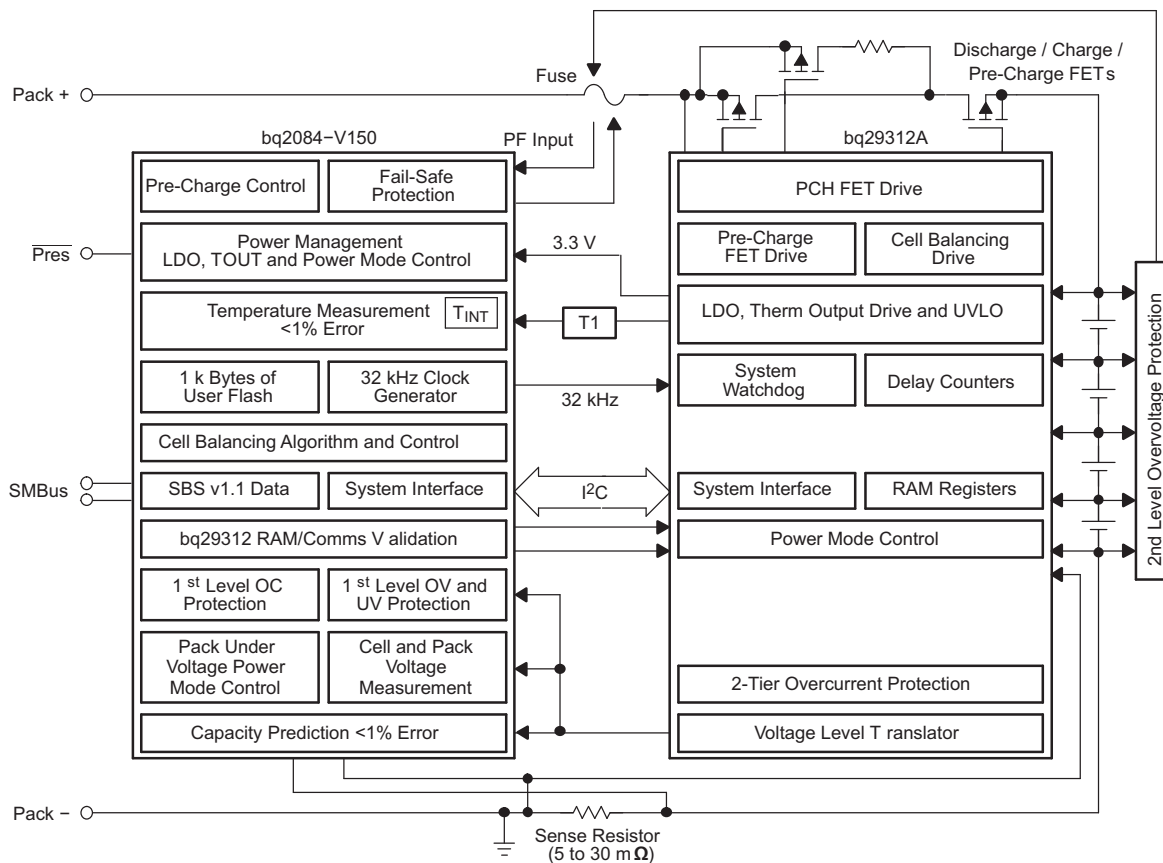 Discharge / Charge /
Pre-Charge FETs
Fuse
Pack +
bq2084−V150
PF Input
bq29312A
Pre-Charge Control
Fail-Safe
Protection
PCH FET Drive
Pres
Power Management
LDO, TOUT and Power Mode Control
3.3 V
Pre-Charge
FET Drive
Cell Balancing
Drive
Temperature Measurement
<1% Error
TINT
T1
LDO, Therm Output Drive and UVLO
1 k Bytes of
User Flash
32 kHz Clock
Generator
32 kHz
System
Watchdog
Delay Counters
2nd Level Overvoltage Protection
Cell Balancing Algorithm and Control
SMBus
SBS v1.1 Data
System Interface
I2C
System Interface
RAM Registers
bq29312 RAM/Comms V alidation
Power Mode Control
1 st Level OC
Protection
1 st Level OV and
UV Protection
Pack Under
Voltage Power
Mode Control
Cell and Pack
Voltage
Measurement
2-Tier Overcurrent Protection
Capacity Prediction <1% Error
Voltage Level T ranslator
Pack −
Sense Resistor
(5 to 30 m Ω)